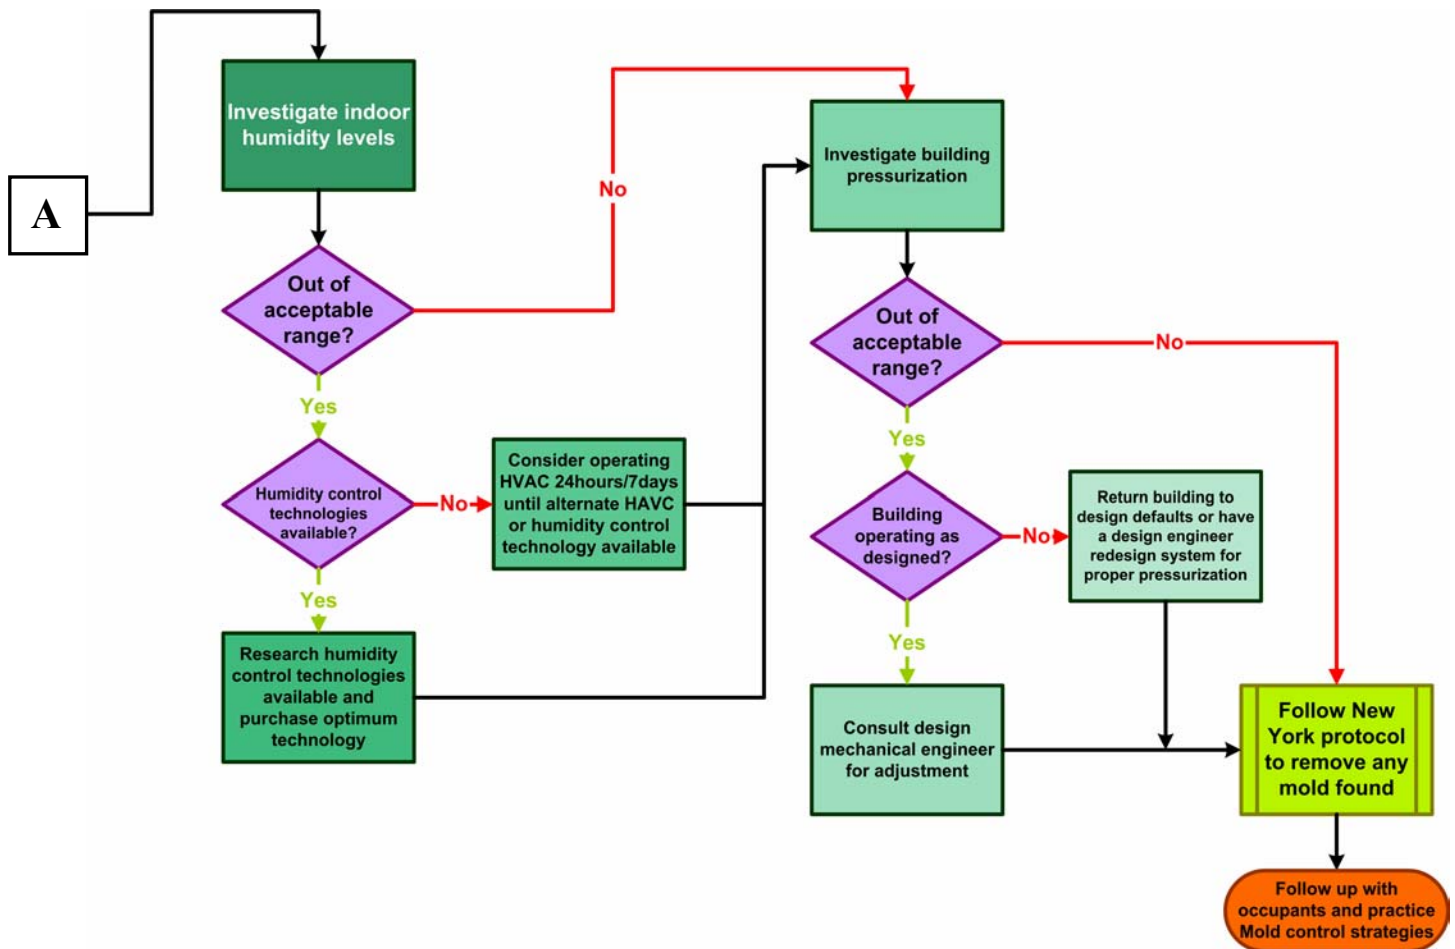 A
Investigate indoor
humidity levels
Out of
acceptable
range?
No
Yes
Humidity control
technologies
available?
No
Consider operating
HVAC 24hours/7days
until alternate HAVC
or humidity control
technology available
Yes
Research humidity
control technologies
available and
purchase optimum
technology
Investigate building
pressurization
Out of
acceptable
range?
No
Yes
Building
operating as
designed?
No
Return building to
design defaults or have
a design engineer
redesign system for
proper pressurization
Yes
Consult design
mechanical engineer
for adjustment
Follow New
York protocol
to remove any
mold found
Follow up with
occupants and practice
Mold control strategies